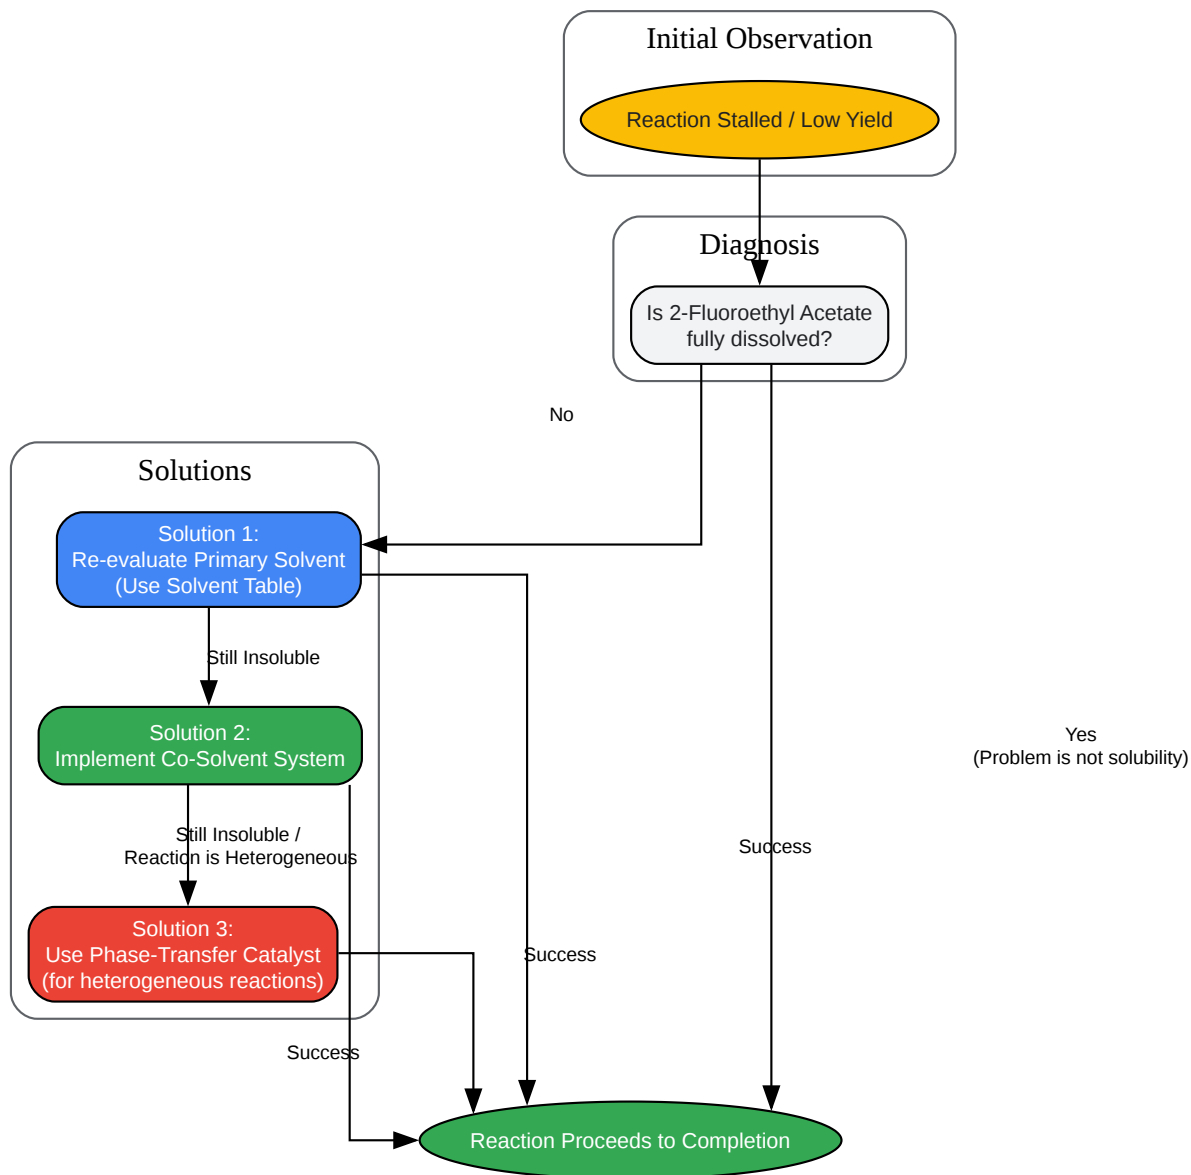 Initial Observation
Reaction Stalled / Low Yield
Diagnosis
Is 2-Fluoroethyl Acetate
fully dissolved?
No
Solutions
Solution 1:
Re-evaluate Primary Solvent
(Use Solvent Table)
Still Insoluble
Solution 2:
Implement Co-Solvent System
Yes
(Problem is not solubility)
Still Insoluble /
Reaction is Heterogeneous
Success
Solution 3:
Use Phase-Transfer Catalyst
(for heterogeneous reactions)
Success
Success
Reaction Proceeds to Completion